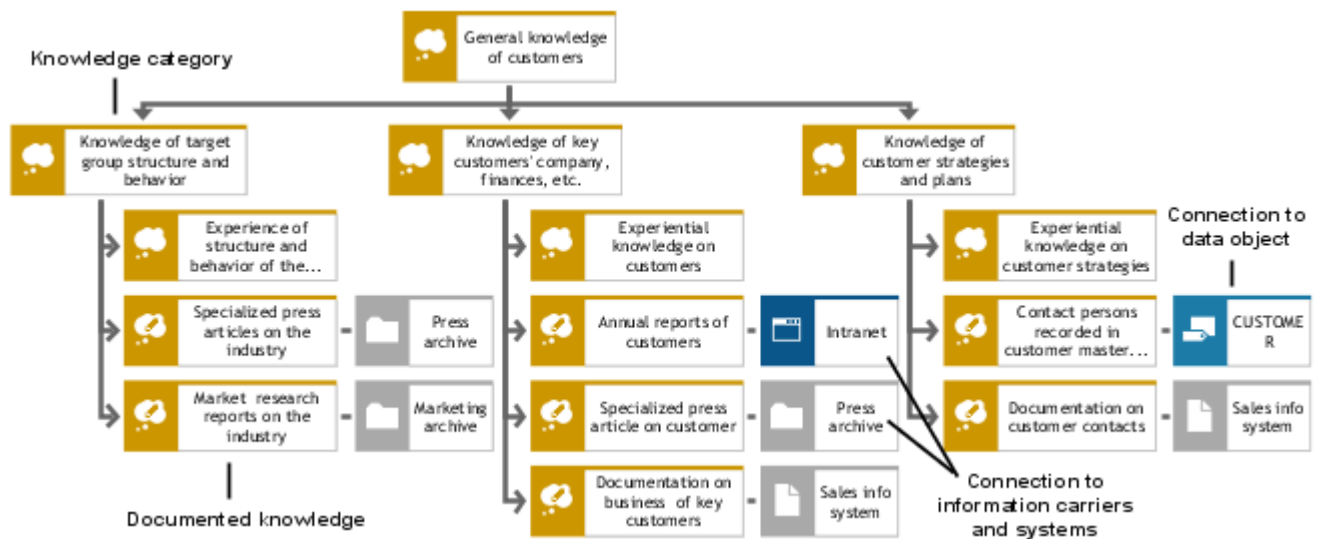 General knowledge
of customers
Knowledge category
Knowledge of target
group structure and
behavior
Knowledge of key
customers' company,
finances, etc.
Knowledge of
customer strategies
and plans
Experience of
structure and
behavior of the...
Experiential
knowledge on
customers
Experiential
knowledge on
customer strategies
Connection to
data object
Specialized press
articles on the
industry
Press
archive
Annual reports of
customers
Intranet
Contact persons
recorded in
customer master...
CUSTOME
R
Market research
reports on the
industry
Marketing
archive
Specialized press
article on customer
Press
archive
Documentation on
customer contacts
Sales info
system
Documentation on
business of key
customers
Sales info
system
Documented knowledge
Connection to
information carriers
and systems